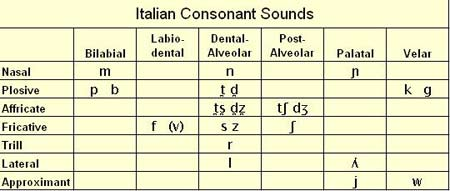 Italian Consonant Sounds
Bilabial Labio-dental Dental-Alveolar Post-Alveolar Palatal Velar
Nasal m n ɲ
Plosive p b t̪ d̪ k g
Affricate t̪s̪ d̪z̪ tʃ dʒ
Fricative f (v) s z ʃ
Trill r
Lateral l ʎ
Approximant j w